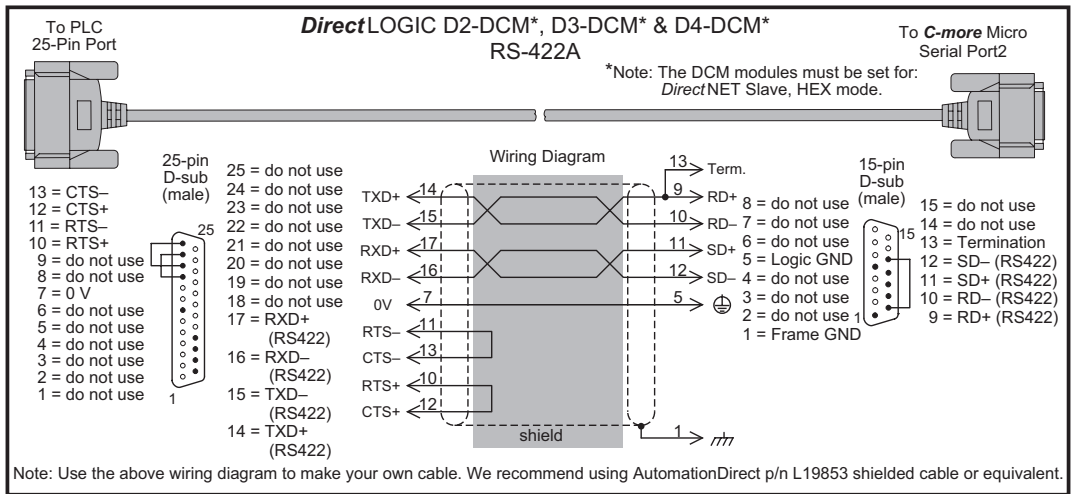 To PLC
25-Pin Port
DirectLOGIC D2-DCM*, D3-DCM* & D4-DCM*
RS-422A
To C-more Micro
Serial Port2
*Note: The DCM modules must be set for:
DirectNET Slave, HEX mode.
13 = CTS–
12 = CTS+
11 = RTS–
10 = RTS+
9 = do not use
8 = do not use
7 = 0 V
6 = do not use
5 = do not use
4 = do not use
3 = do not use
2 = do not use
1 = do not use
25-pin
D-sub
(male)
25
1
25 = do not use
24 = do not use
23 = do not use
22 = do not use
21 = do not use
20 = do not use
19 = do not use
18 = do not use
17 = RXD+
(RS422)
16 = RXD–
(RS422)
15 = TXD–
(RS422)
14 = TXD+
(RS422)
Wiring Diagram
13 Term.
TXD+ 14 9 RD+
TXD– 15 10 RD–
RXD+ 17 11 SD+
RXD– 16 12 SD–
0V 7 5
RTS– 11
CTS– 13
RTS+ 10
CTS+ 12
shield
1
8 = do not use
7 = do not use
6 = do not use
5 = Logic GND
4 = do not use
3 = do not use
2 = do not use
1 = Frame GND
15-pin
D-sub
(male)
15
1
15 = do not use
14 = do not use
13 = Termination
12 = SD– (RS422)
11 = SD+ (RS422)
10 = RD– (RS422)
9 = RD+ (RS422)
Note: Use the above wiring diagram to make your own cable. We recommend using AutomationDirect p/n L19853 shielded cable or equivalent.